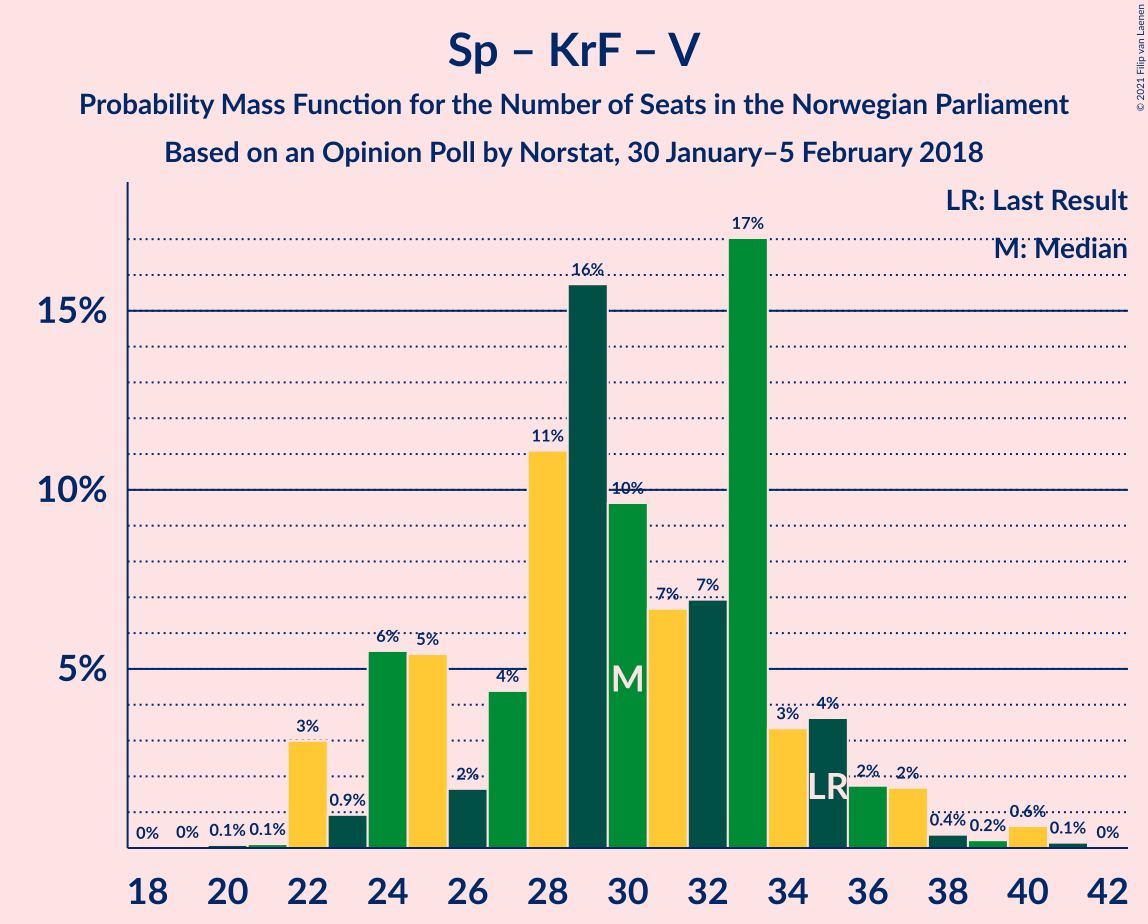 Sp – KrF – V
Probability Mass Function for the Number of Seats in the Norwegian Parliament
Based on an Opinion Poll by Norstat, 30 January–5 February 2018
© 2021 Filip van Laenen
LR: Last Result
M: Median
15%
10%
5%
0% 0% 0.1% 0.1% 3% 0.9% 6% 5% 2% 4% 11% 16% 10% 7% 7% 17% 3% 4% 2% 2% 0.4% 0.2% 0.6% 0.1% 0%
M
LR
18 20 22 24 26 28 30 32 34 36 38 40 42